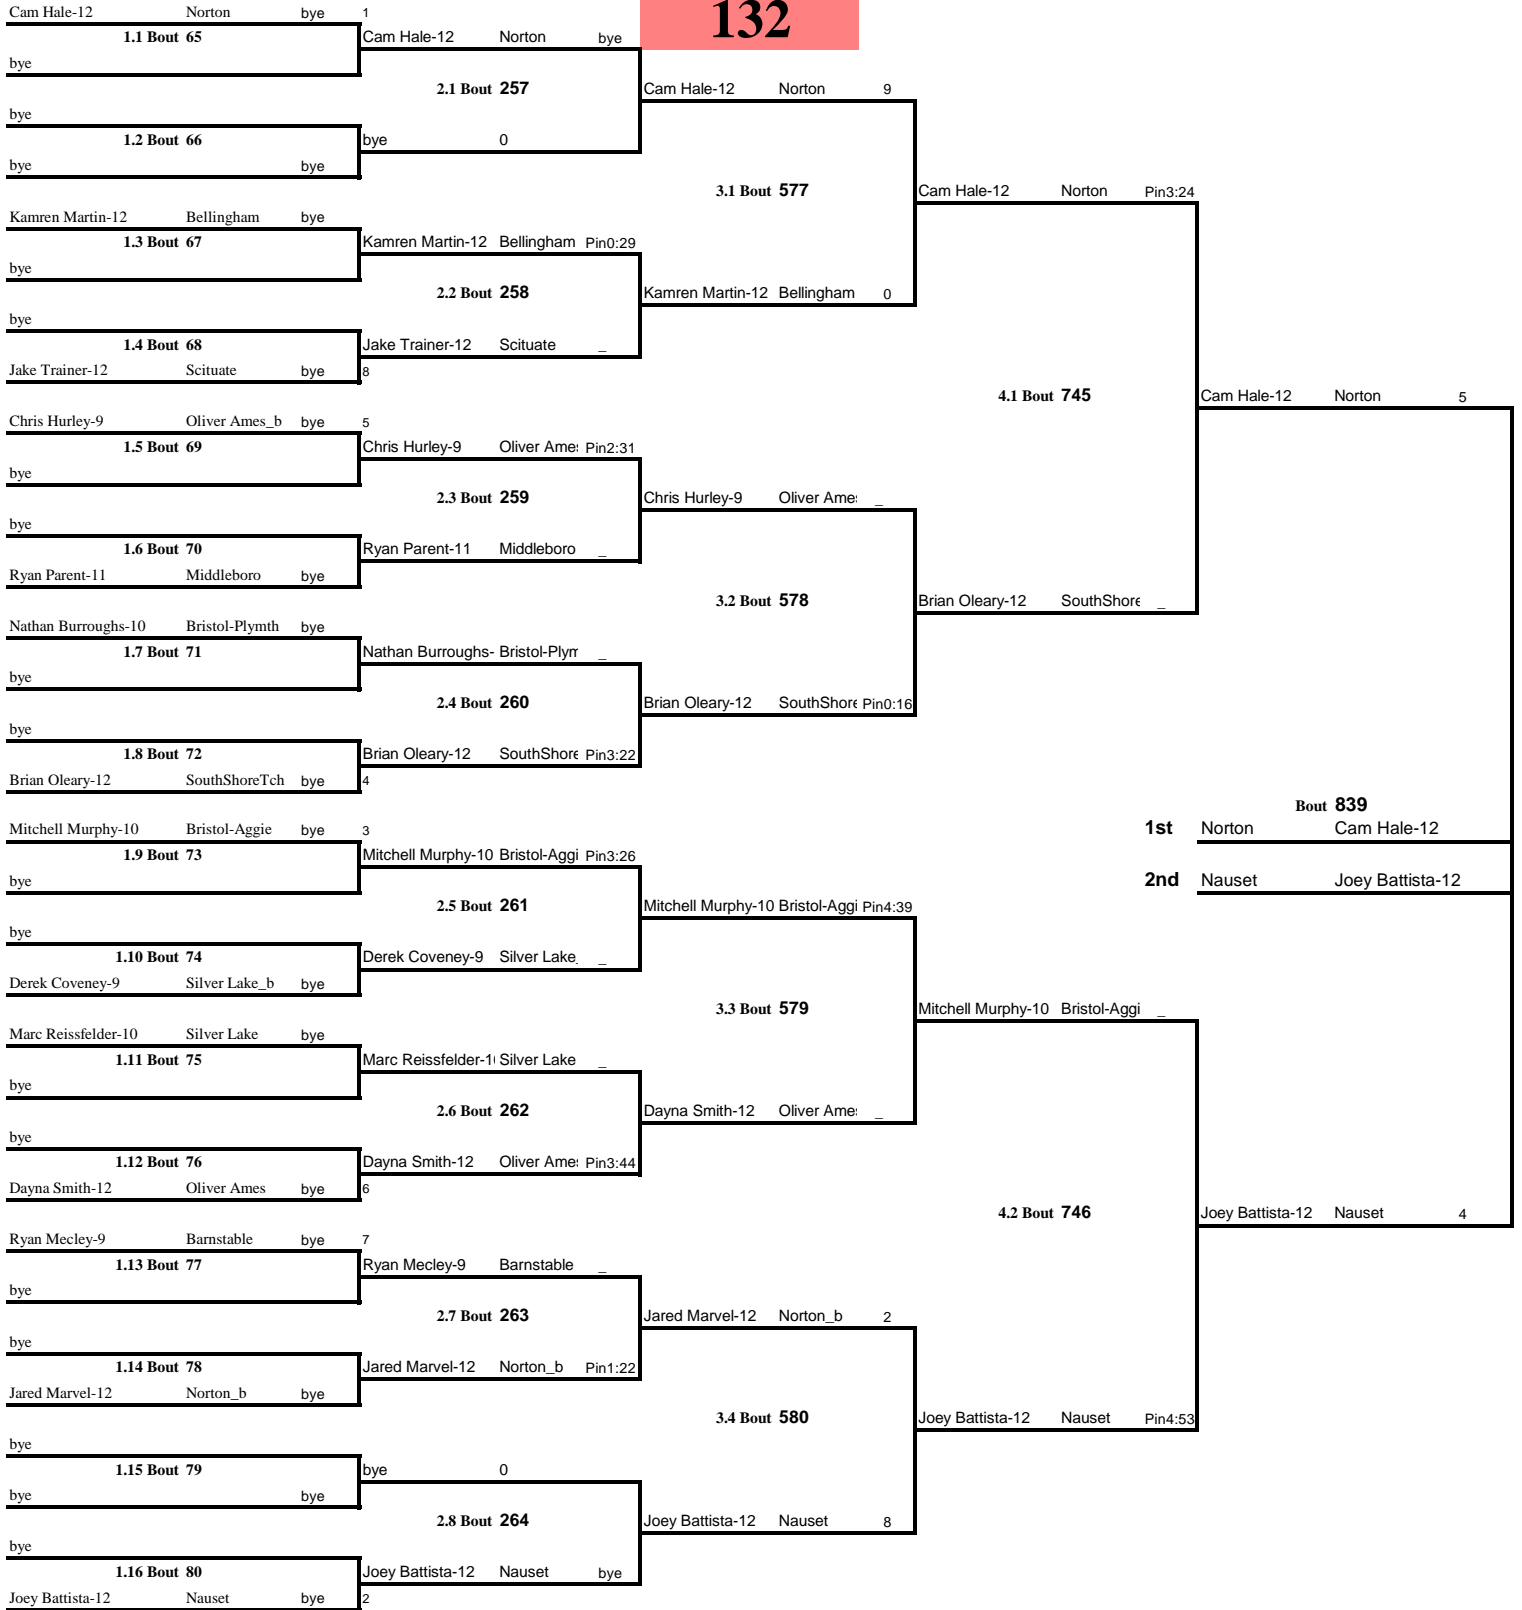 132
Cam Hale-12 Norton bye 1
1.1 Bout 65 Cam Hale-12 Norton bye
bye
2.1 Bout 257 Cam Hale-12 Norton 9
bye
1.2 Bout 66 bye 0
bye bye
3.1 Bout 577 Cam Hale-12 Norton Pin3:24
Kamren Martin-12 Bellingham bye
1.3 Bout 67 Kamren Martin-12 Bellingham Pin0:29
bye
2.2 Bout 258 Kamren Martin-12 Bellingham 0
bye
1.4 Bout 68 Jake Trainer-12 Scituate _
Jake Trainer-12 Scituate bye 8
4.1 Bout 745 Cam Hale-12 Norton 5
Chris Hurley-9 Oliver Ames_b bye 5
1.5 Bout 69 Chris Hurley-9 Oliver Ames Pin2:31
bye
2.3 Bout 259 Chris Hurley-9 Oliver Ames _
bye
1.6 Bout 70 Ryan Parent-11 Middleboro _
Ryan Parent-11 Middleboro bye
3.2 Bout 578 Brian Oleary-12 SouthShore _
Nathan Burroughs-10 Bristol-Plymth bye
1.7 Bout 71 Nathan Burroughs- Bristol-Plym _
bye
2.4 Bout 260 Brian Oleary-12 SouthShore Pin0:16
bye
1.8 Bout 72 Brian Oleary-12 SouthShore Pin3:22
Brian Oleary-12 SouthShoreTch bye 4
Bout 839
Mitchell Murphy-10 Bristol-Aggie bye 3
1st Norton Cam Hale-12
1.9 Bout 73 Mitchell Murphy-10 Bristol-Aggi Pin3:26
bye
2nd Nauset Joey Battista-12
2.5 Bout 261 Mitchell Murphy-10 Bristol-Aggi Pin4:39
bye
1.10 Bout 74 Derek Coveney-9 Silver Lake_ _
Derek Coveney-9 Silver Lake_b bye
3.3 Bout 579 Mitchell Murphy-10 Bristol-Aggi _
Marc Reissfelder-10 Silver Lake bye
1.11 Bout 75 Marc Reissfelder-1 Silver Lake _
bye
2.6 Bout 262 Dayna Smith-12 Oliver Ames _
bye
1.12 Bout 76 Dayna Smith-12 Oliver Ames Pin3:44
Dayna Smith-12 Oliver Ames bye 6
4.2 Bout 746 Joey Battista-12 Nauset 4
Ryan Mecley-9 Barnstable bye 7
1.13 Bout 77 Ryan Mecley-9 Barnstable _
bye
2.7 Bout 263 Jared Marvel-12 Norton_b 2
bye
1.14 Bout 78 Jared Marvel-12 Norton_b Pin1:22
Jared Marvel-12 Norton_b bye
3.4 Bout 580 Joey Battista-12 Nauset Pin4:53
bye
1.15 Bout 79 bye 0
bye bye
2.8 Bout 264 Joey Battista-12 Nauset 8
bye
1.16 Bout 80 Joey Battista-12 Nauset bye
Joey Battista-12 Nauset bye 2